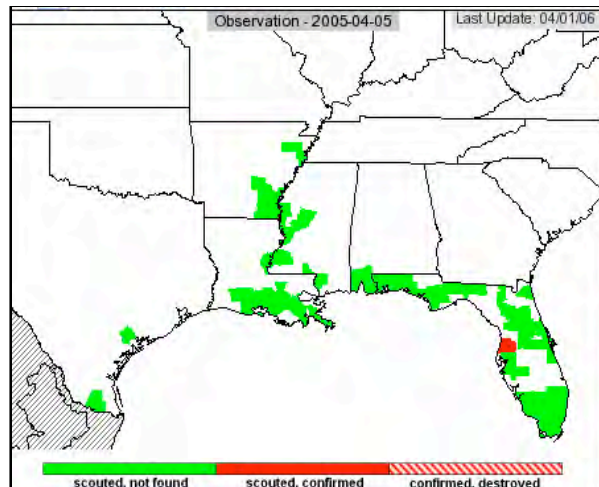 Observation - 2005-04-05
Last Update: 04/01/06
scouted, not found
scouted, confirmed
confirmed, destroyed